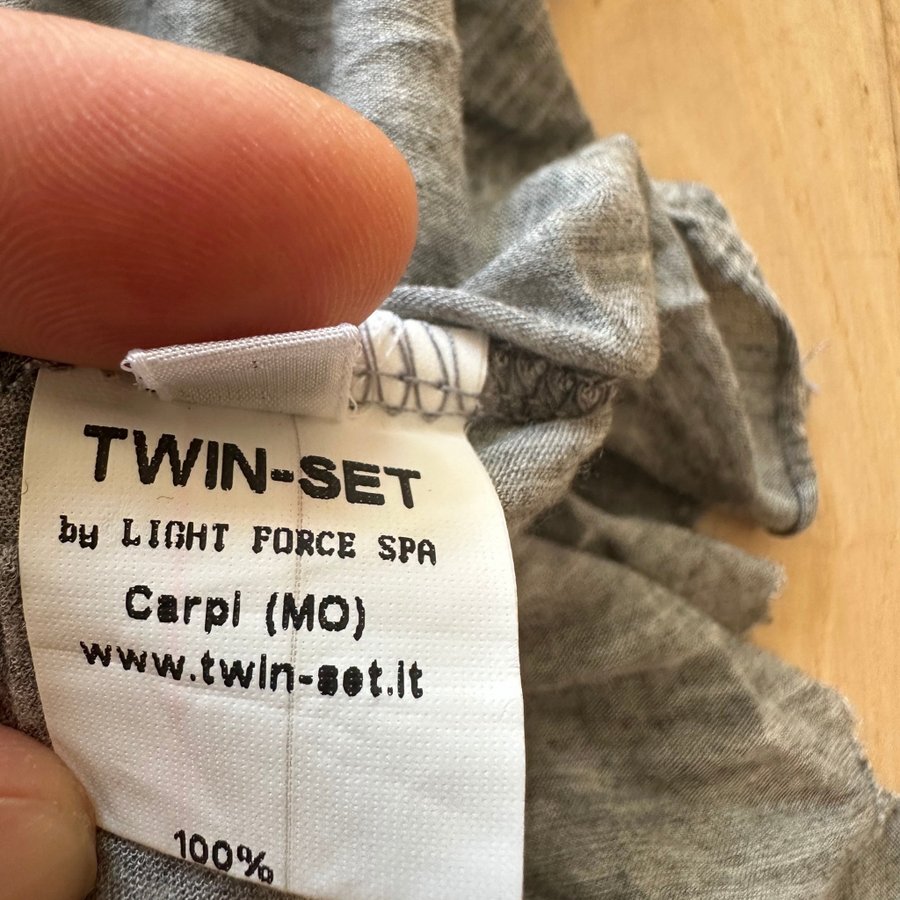 TWIN-SET
by LIGHT FORCE SPA
Carpi (MO)
www.twin-set.it
100%